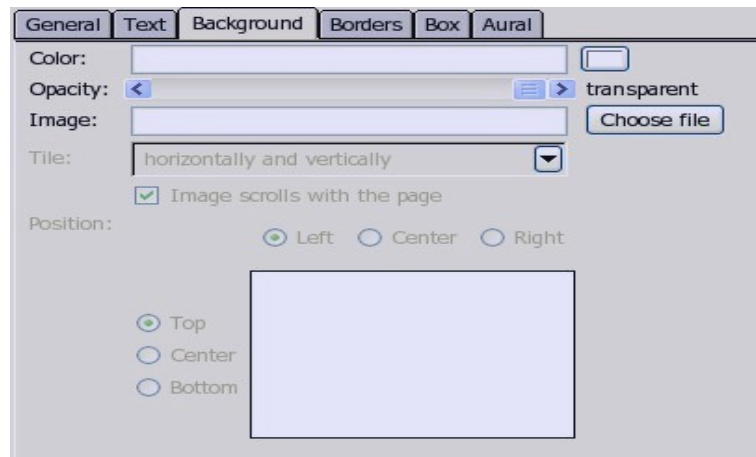 General Text Background Borders Box Aural
Color:
Opacity: transparent
Image: Choose file
Tile: horizontally and vertically
Image scrolls with the page
Position:
Left Center Right
Top
Center
Bottom